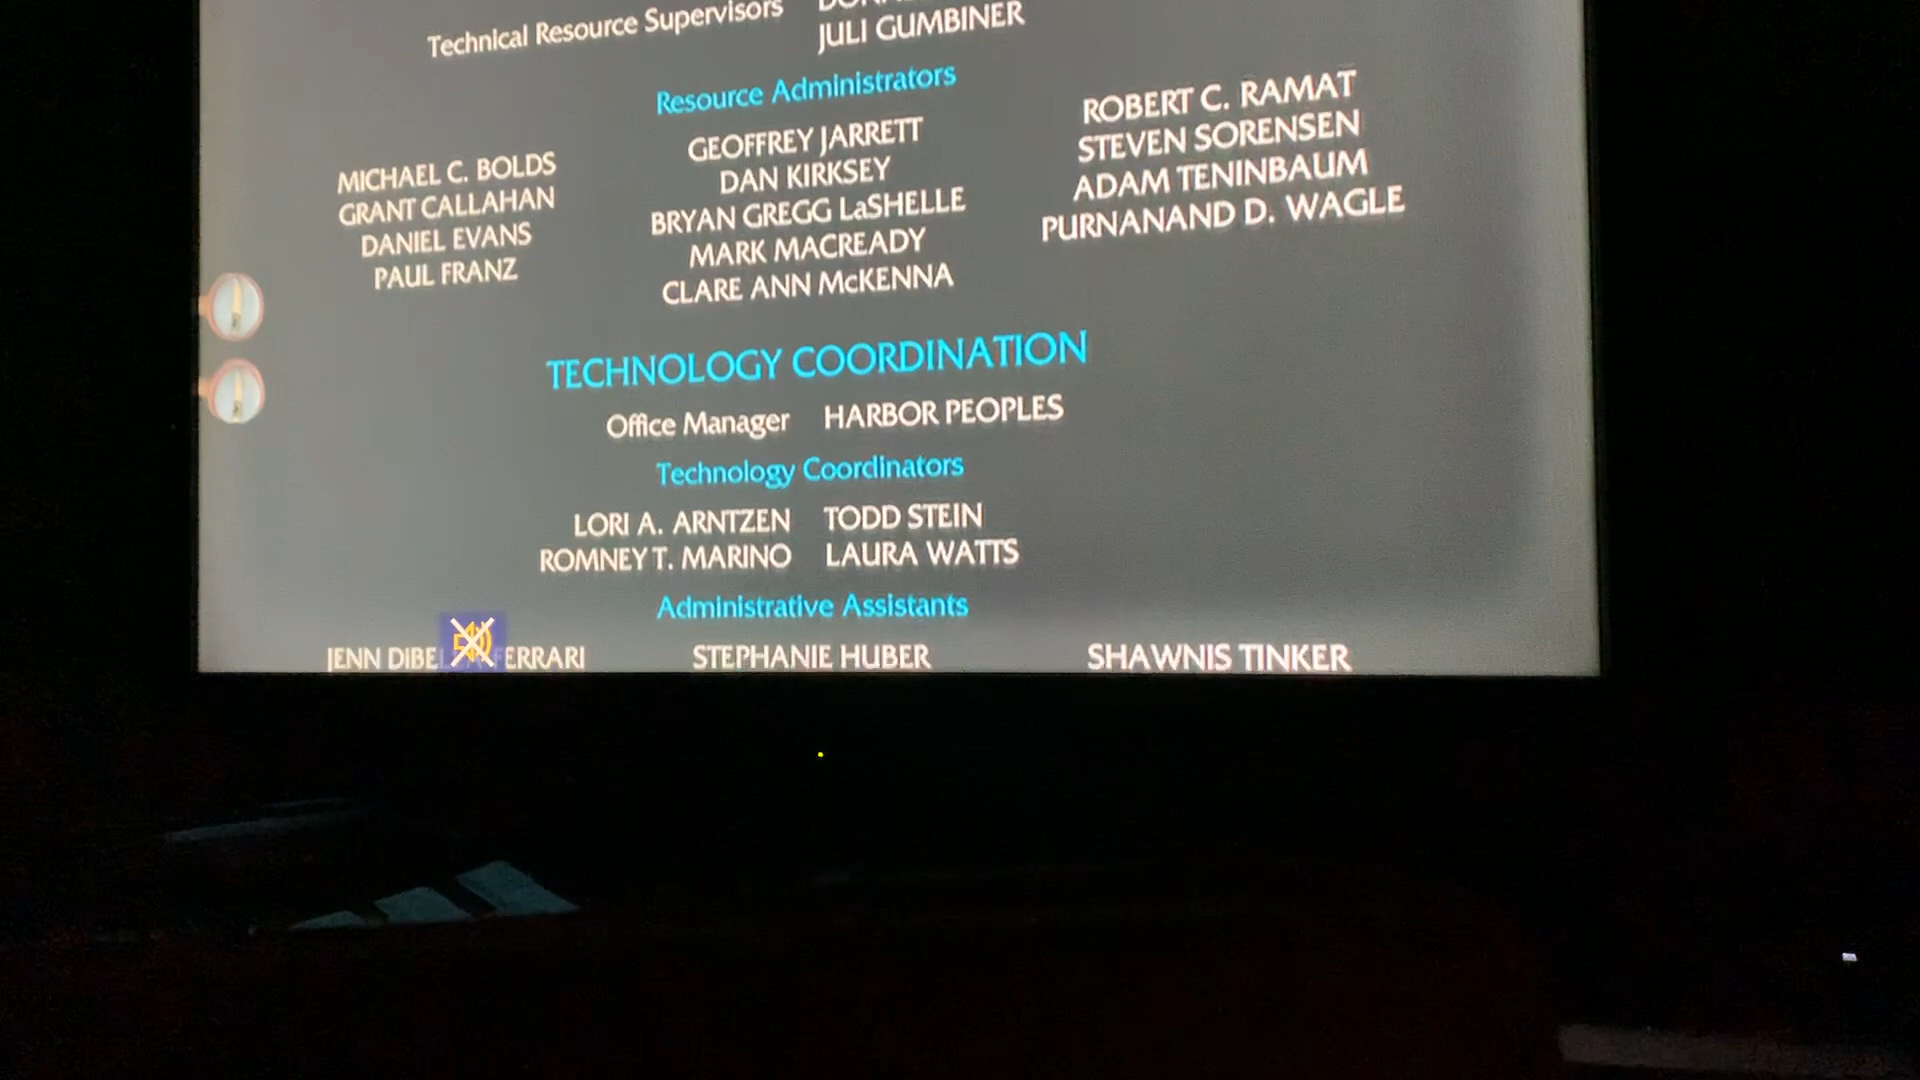 Technical Resource Supervisors
JULI GUMBINER
Resource Administrators
MICHAEL C. BOLDS
GRANT CALLAHAN
DANIEL EVANS
PAUL FRANZ
GEOFFREY JARRETT
DAN KIRKSEY
BRYAN GREGG LaSHELLE
MARK MACREADY
CLARE ANN McKENNA
ROBERT C. RAMAT
STEVEN SORENSEN
ADAM TENINBAUM
PURNANAND D. WAGLE
TECHNOLOGY COORDINATION
Office Manager HARBOR PEOPLES
Technology Coordinators
LORI A. ARNTZEN TODD STEIN
ROMNEY T. MARINO LAURA WATTS
Administrative Assistants
JENN STEPHANIE HUBER SHAWNIS TINKER